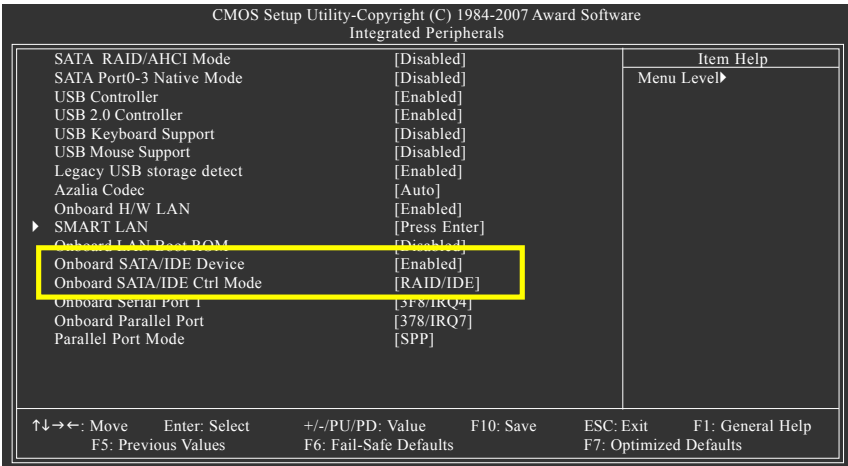 CMOS Setup Utility-Copyright (C) 1984-2007 Award Software
Integrated Peripherals
SATA RAID/AHCI Mode [Disabled]
SATA Port0-3 Native Mode [Disabled]
USB Controller [Enabled]
USB 2.0 Controller [Enabled]
USB Keyboard Support [Disabled]
USB Mouse Support [Disabled]
Legacy USB storage detect [Enabled]
Azalia Codec [Auto]
Onboard H/W LAN [Enabled]
SMART LAN [Press Enter]
Onboard LAN Boot ROM [Disabled]
Onboard SATA/IDE Device [Enabled]
Onboard SATA/IDE Ctrl Mode [RAID/IDE]
Onboard Serial Port 1 [3F8/IRQ4]
Onboard Parallel Port [378/IRQ7]
Parallel Port Mode [SPP]
Item Help
Menu Level▶
↑↓→←: Move Enter: Select +/-/PU/PD: Value F10: Save ESC: Exit F1: General Help
F5: Previous Values F6: Fail-Safe Defaults F7: Optimized Defaults